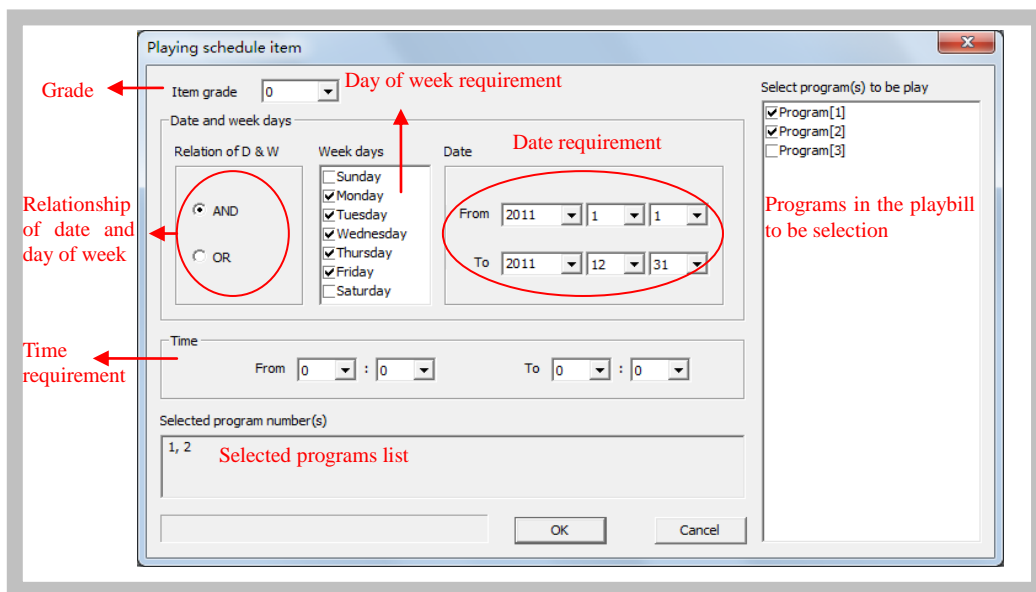 Playing schedule item
Grade
Item grade 0
Day of week requirement
Select program(s) to be play
Program[1]
Program[2]
Program[3]
Date and week days
Relation of D & W
Week days
Date
Date requirement
AND
OR
Sunday
Monday
Tuesday
Wednesday
Thursday
Friday
Saturday
From 2011 1 1
To 2011 12 31
Relationship
of date and
day of week
Programs in the playbill
to be selection
Time
From 0 : 0 To 0 : 0
Time
requirement
Selected program number(s)
1, 2
Selected programs list
OK Cancel